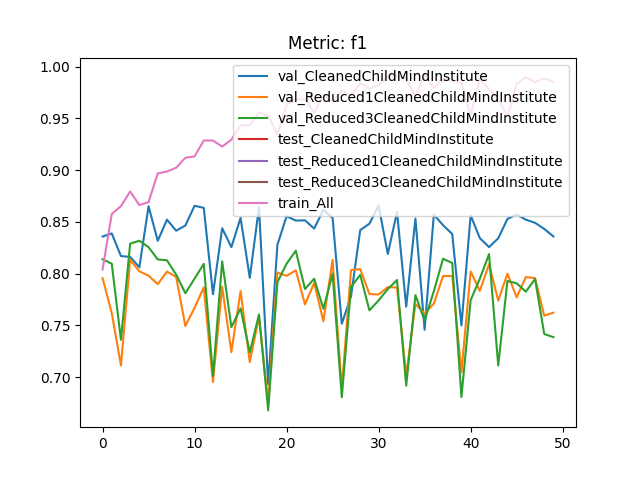 Metric: f1
1.00
0.95
0.90
0.85
0.80
0.75
0.70
val_CleanedChildMindInstitute
val_Reduced1CleanedChildMindInstitute
val_Reduced3CleanedChildMindInstitute
test_CleanedChildMindInstitute
test_Reduced1CleanedChildMindInstitute
test_Reduced3CleanedChildMindInstitute
train_All
0 10 20 30 40 50